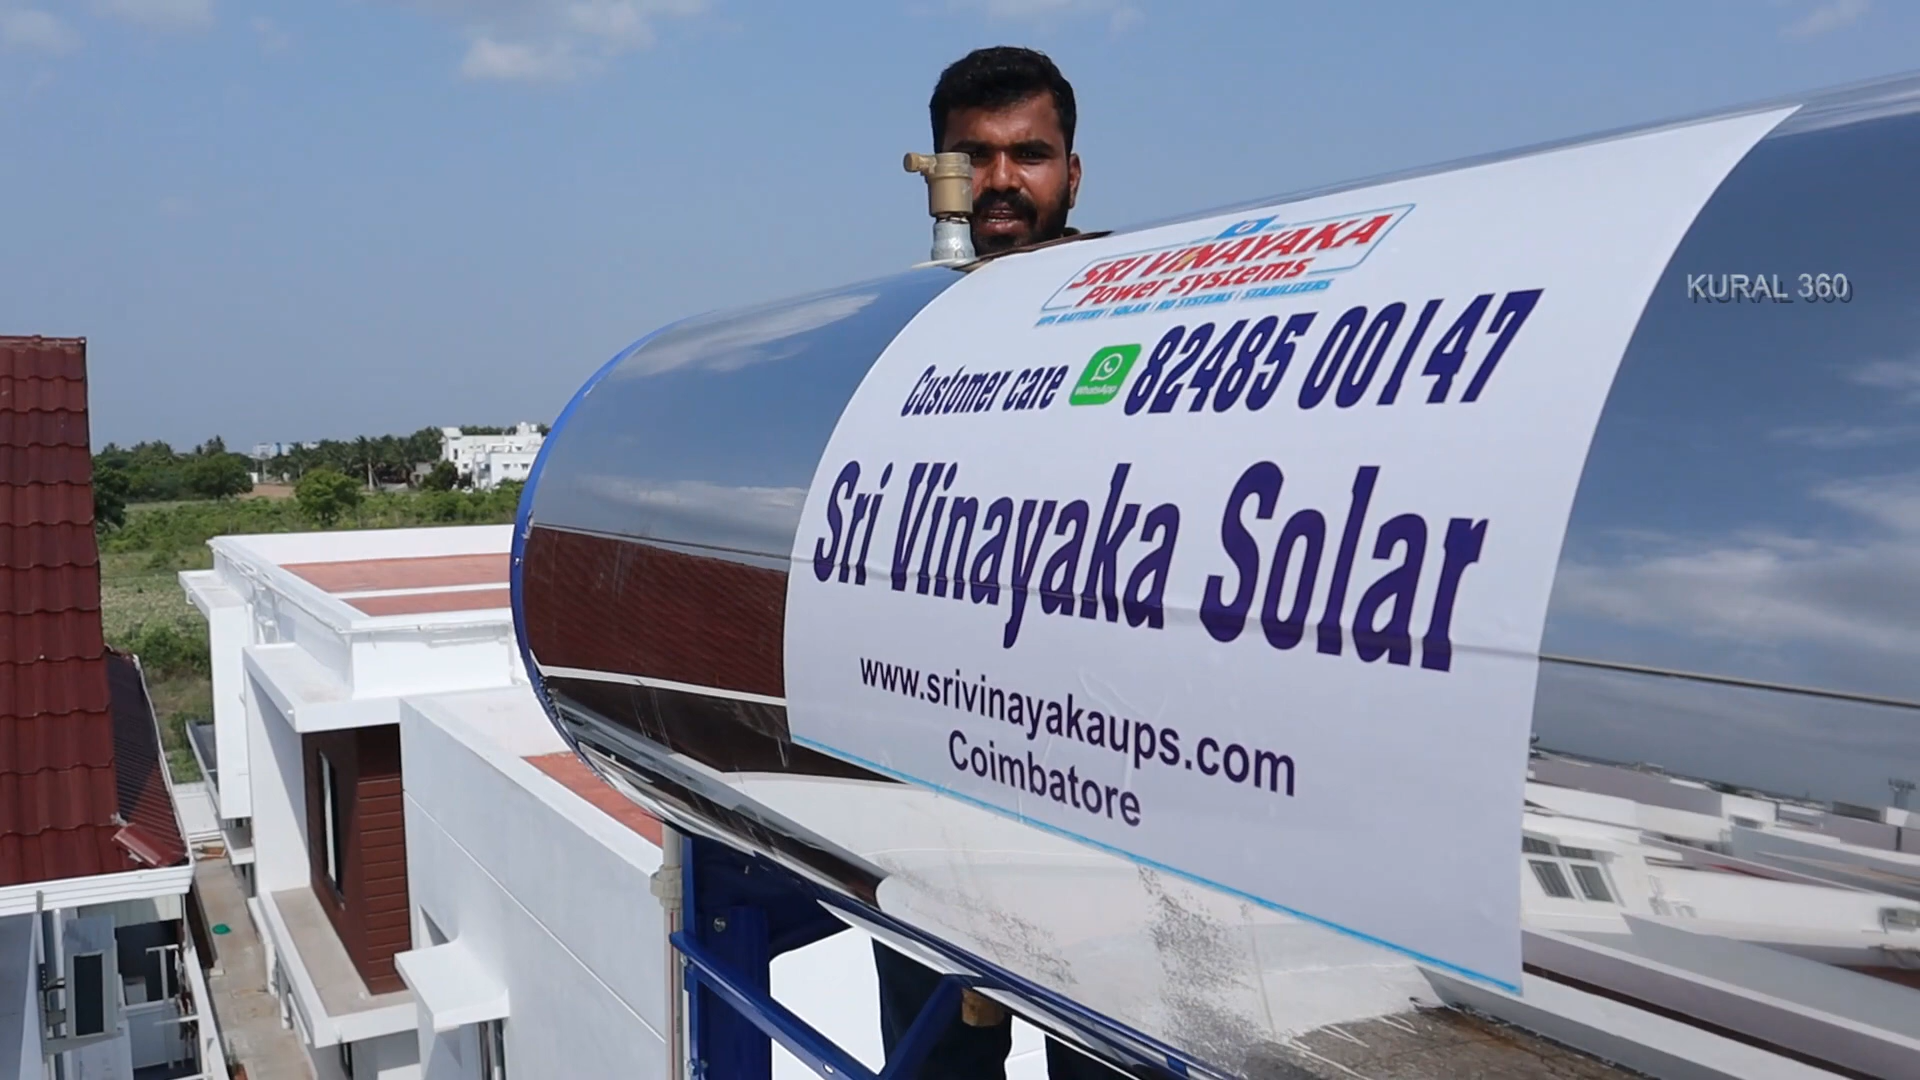 SRI VINAYAKA
Power systems
UPS BATTERY | SOLAR | RO SYSTEMS | STABILIZERS
Customer care WhatsApp 82485 00147
Sri Vinayaka Solar
www.srivinayakaups.com
Coimbatore
KURAL 360